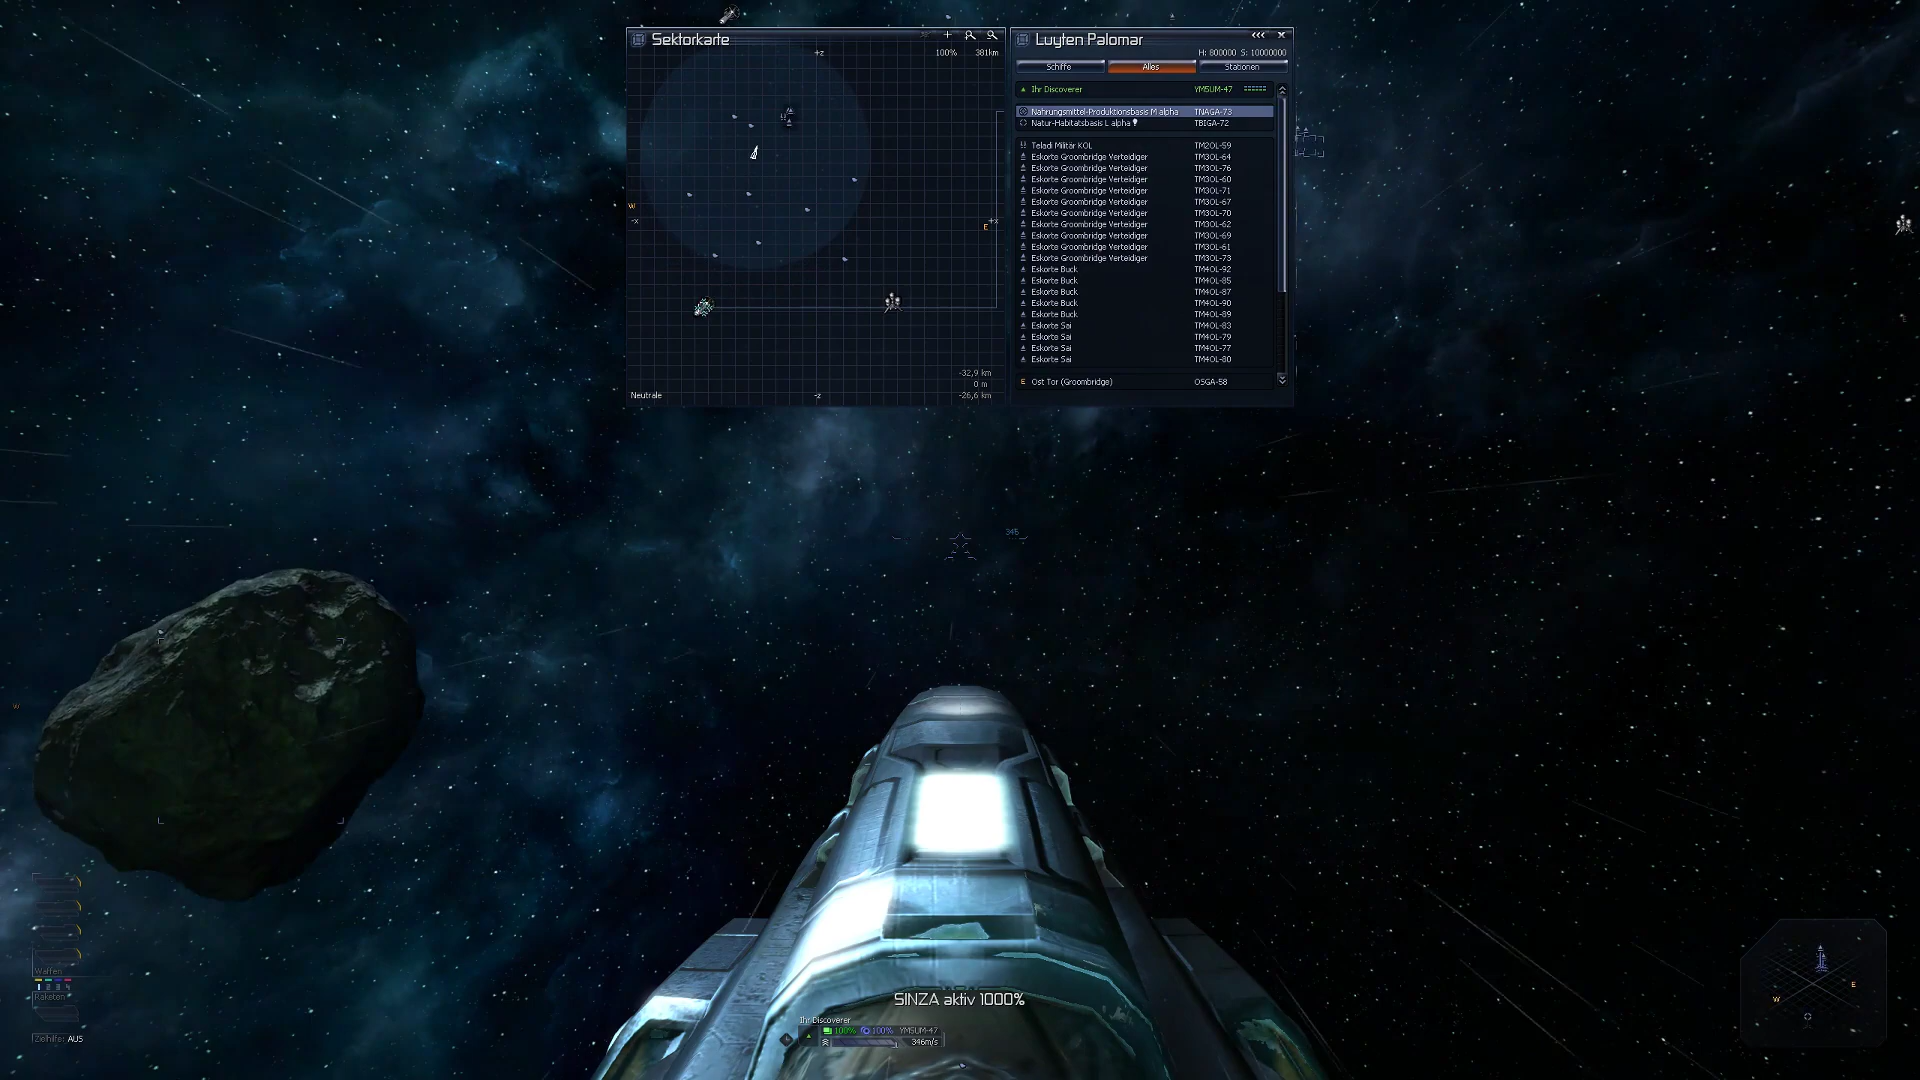 Sektorkarte
100% 381km
+z
W
-x
+x
E
-32,9 km
0 m
-26,6 km
Neutrale
-z
Luyten Palomar
H: 800000 S: 10000000
Schiffe Alles Stationen
Ihr Discoverer YMSUM-47
Nahrungsmittel-Produktionsbasis M alpha TNAGA-73
Natur-Habitatsbasis L alpha TBIGA-72
Teladi Militär KOL TM2OL-59
Eskorte Groombridge Verteidiger TM3OL-64
Eskorte Groombridge Verteidiger TM3OL-76
Eskorte Groombridge Verteidiger TM3OL-60
Eskorte Groombridge Verteidiger TM3OL-71
Eskorte Groombridge Verteidiger TM3OL-67
Eskorte Groombridge Verteidiger TM3OL-70
Eskorte Groombridge Verteidiger TM3OL-62
Eskorte Groombridge Verteidiger TM3OL-69
Eskorte Groombridge Verteidiger TM3OL-61
Eskorte Groombridge Verteidiger TM3OL-73
Eskorte Buck TM4OL-92
Eskorte Buck TM4OL-85
Eskorte Buck TM4OL-87
Eskorte Buck TM4OL-90
Eskorte Buck TM4OL-89
Eskorte Sai TM4OL-83
Eskorte Sai TM4OL-79
Eskorte Sai TM4OL-77
Eskorte Sai TM4OL-80
E Ost Tor (Groombridge) OSGA-58
345
W
Waffen
1 2 3 4
Raketen
Zielhilfe: AUS
SINZA aktiv 1000%
Ihr Discoverer
100% 100% YMSUM-47
346m/s
W
E